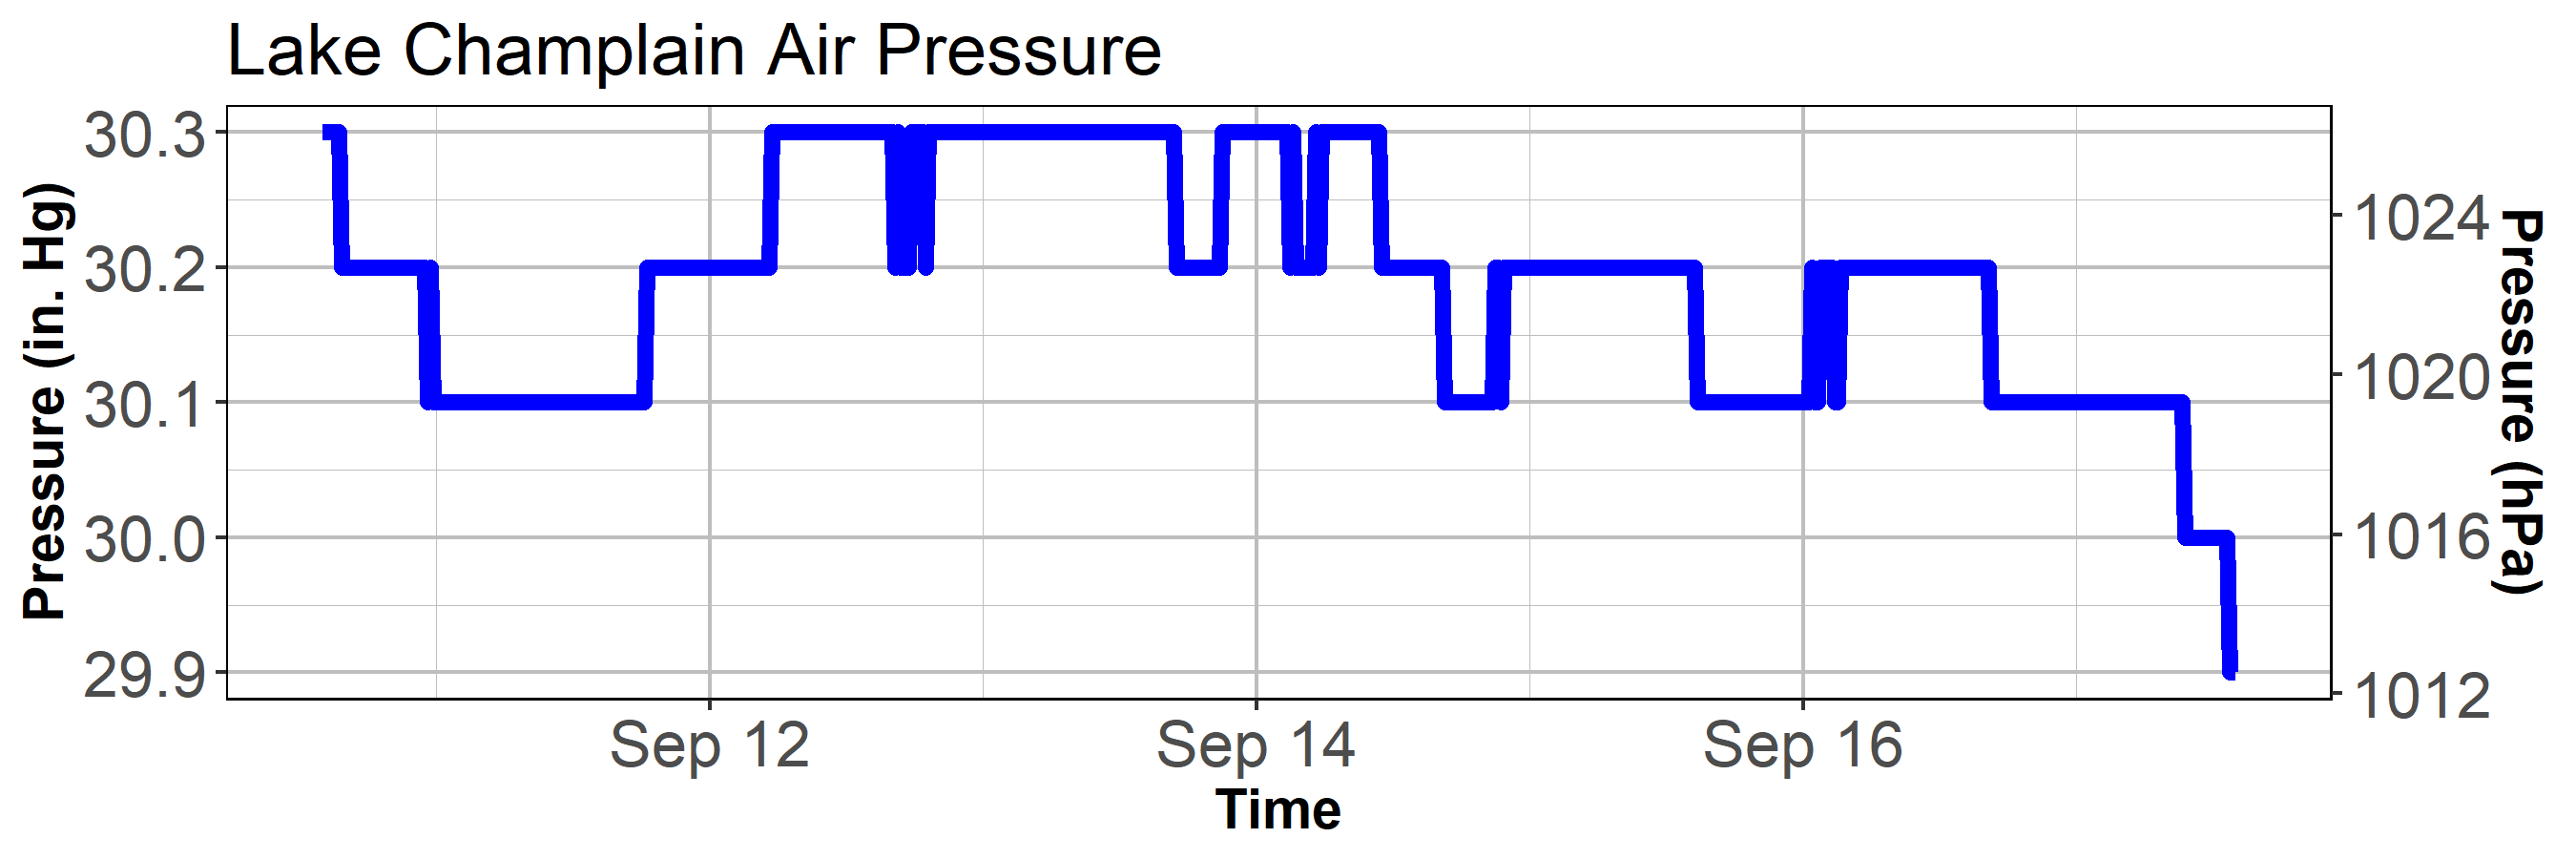 Lake Champlain Air Pressure
30.3
30.2
30.1
30.0
29.9
Pressure (in. Hg)
1024
1020
1016
1012
Pressure (hPa)
Sep 12
Sep 14
Sep 16
Time